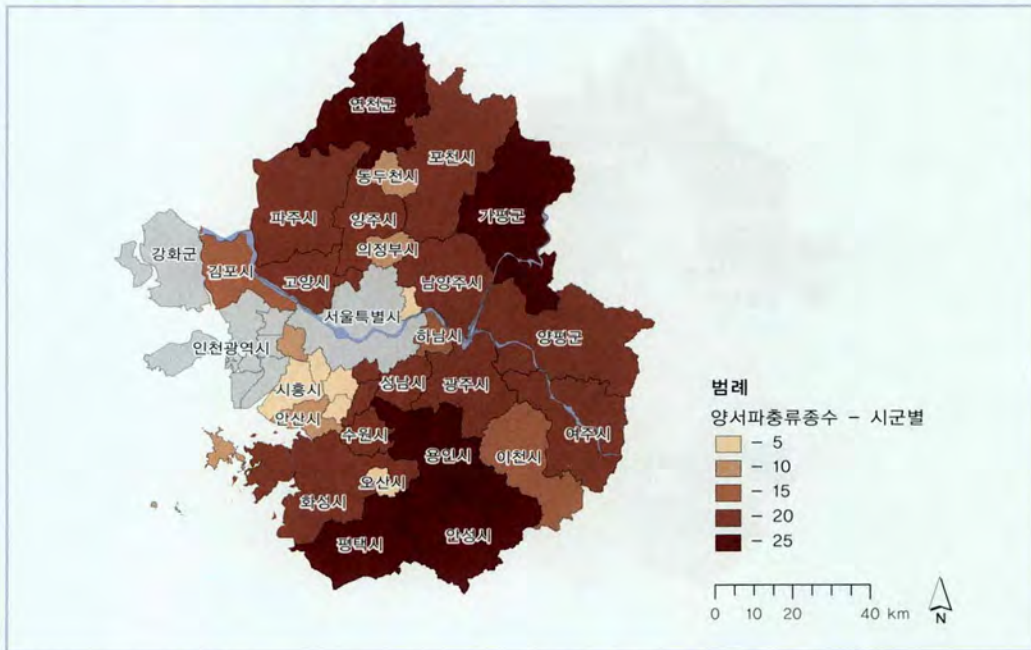 연천군
포천시
동두천시
가평군
파주시
양주시
의정부시
강화군
김포시
고양시
남양주시
서울특별시
하남시
양평군
인천광역시
시흥시
성남시
광주시
안산시
수원시
여주시
용인시
이천시
오산시
화성시
평택시
안성시
범례
양서파충류종수 - 시군별
- 5
- 10
- 15
- 20
- 25
0 10 20 40 km
N